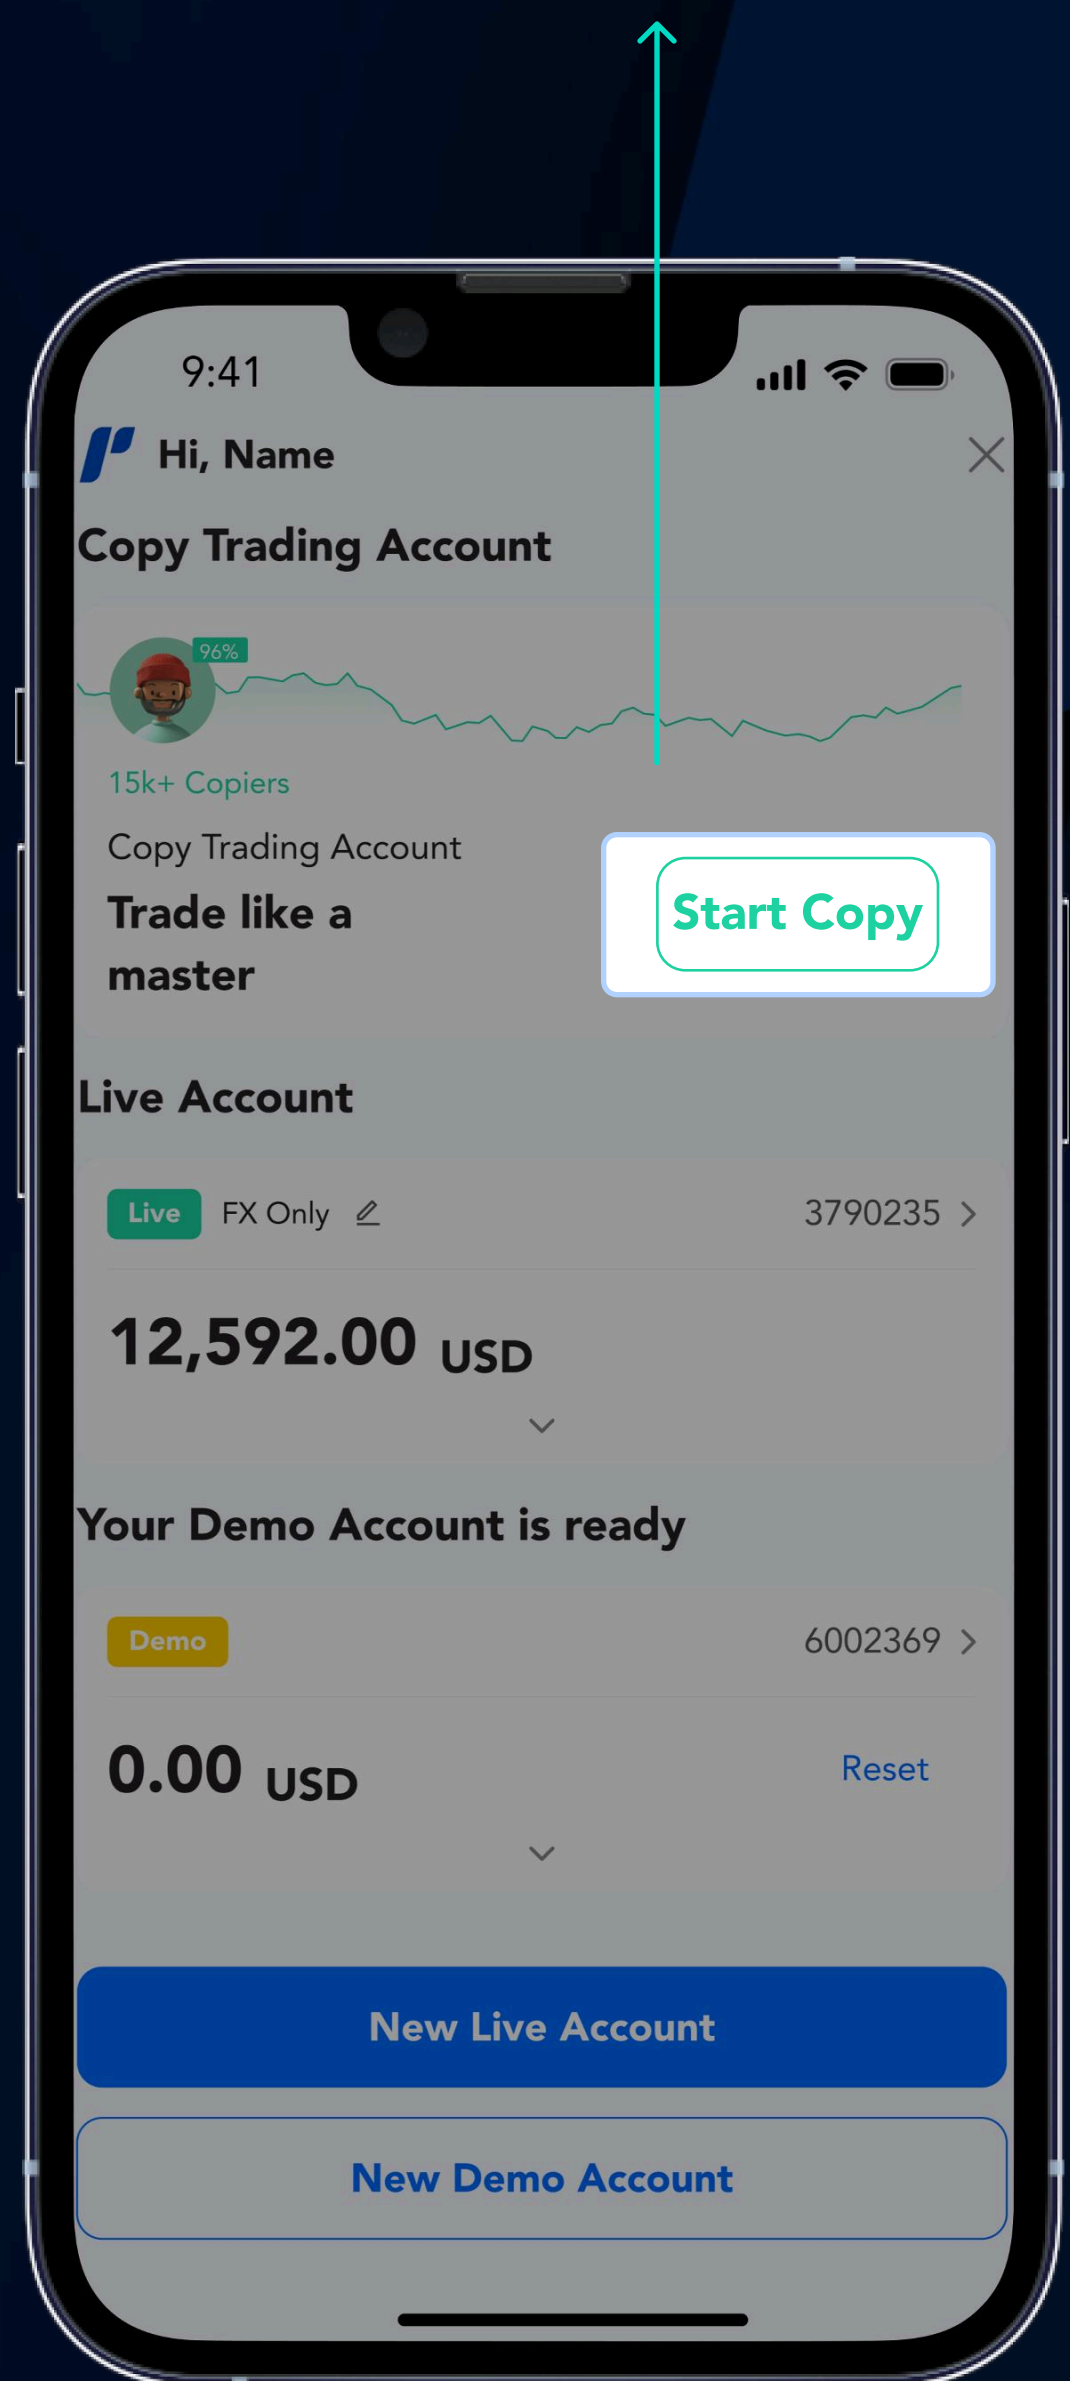 9:41
Hi, Name
Copy Trading Account
96%
15k+ Copiers
Copy Trading Account
Trade like a
master
Start Copy
Live Account
Live FX Only 3790235
12,592.00 USD
Your Demo Account is ready
Demo 6002369
0.00 USD Reset
New Live Account
New Demo Account